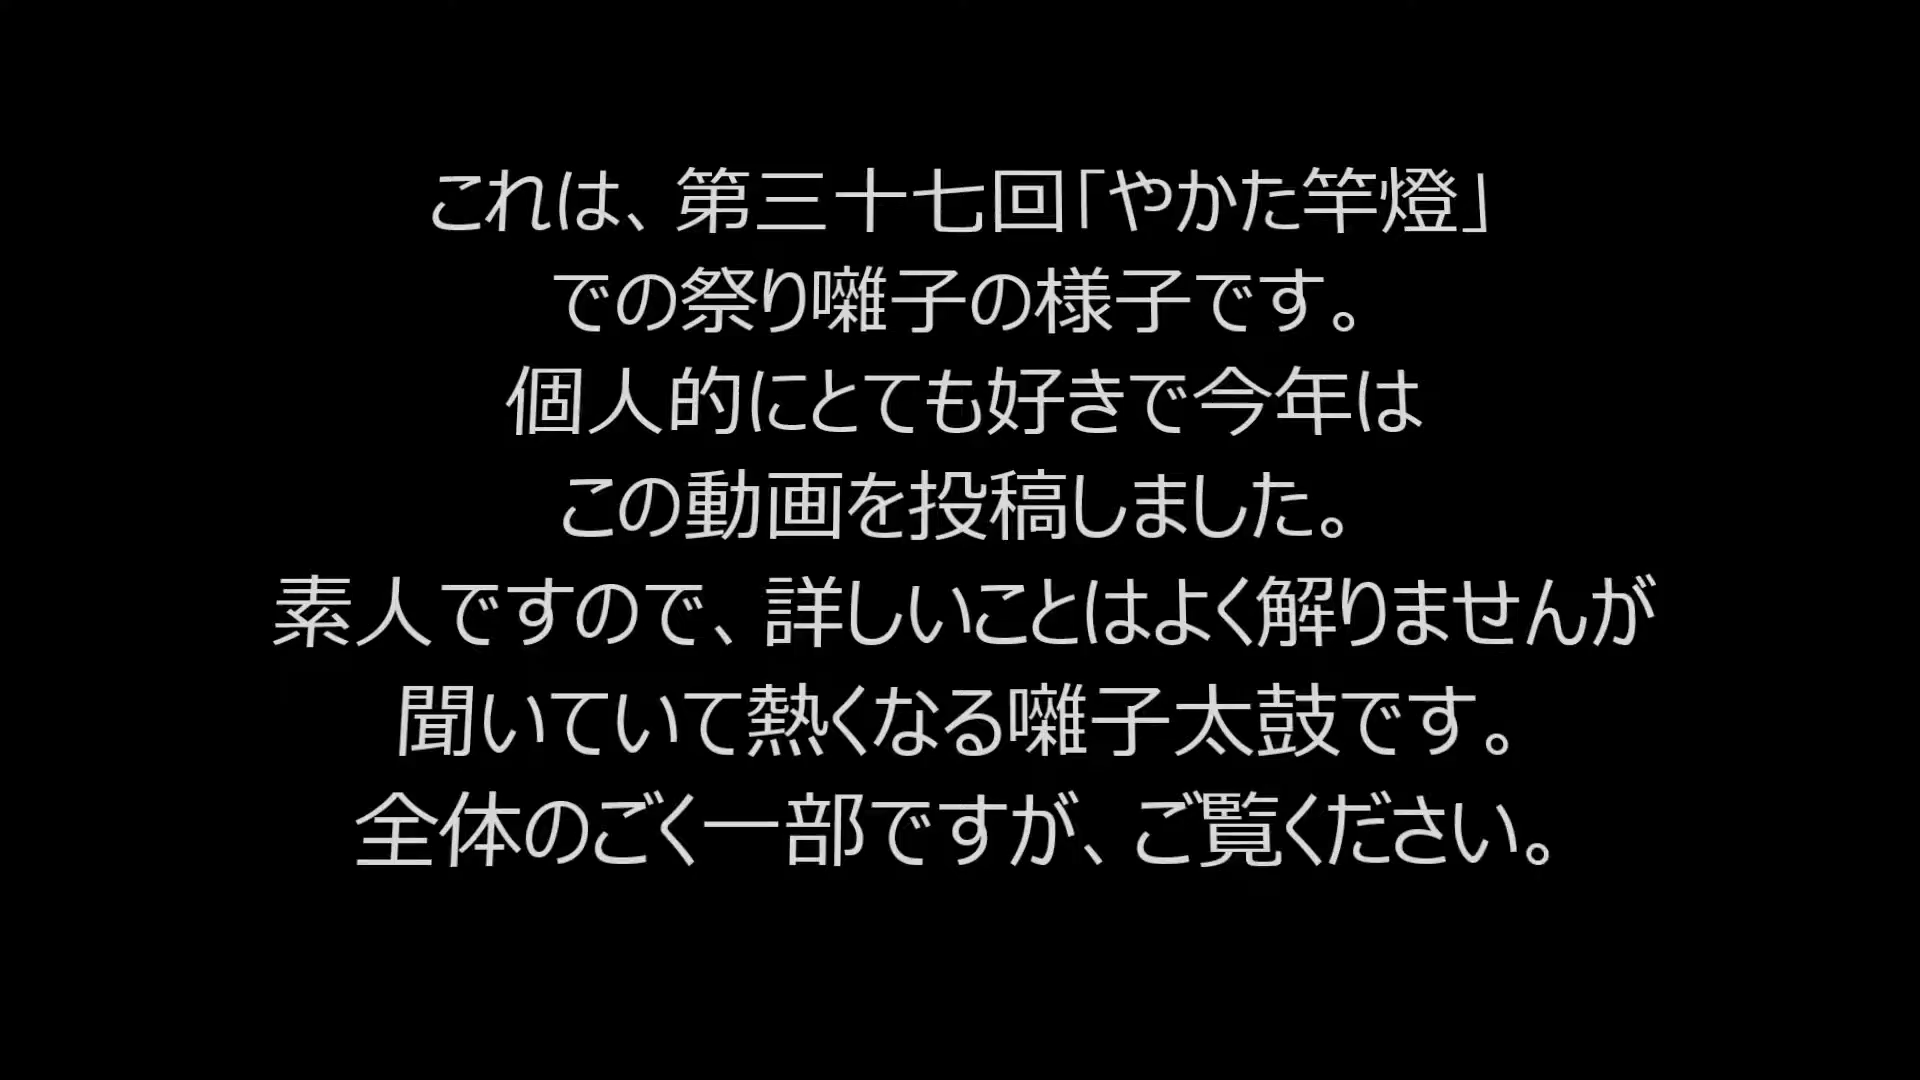 これは、第三十七回「やかた竿燈」
での祭り囃子の様子です。
個人的にとても好きで今年は
この動画を投稿しました。
素人ですので、詳しいことはよく解りませんが
聞いていて熱くなる囃子太鼓です。
全体のごく一部ですが、ご覧ください。